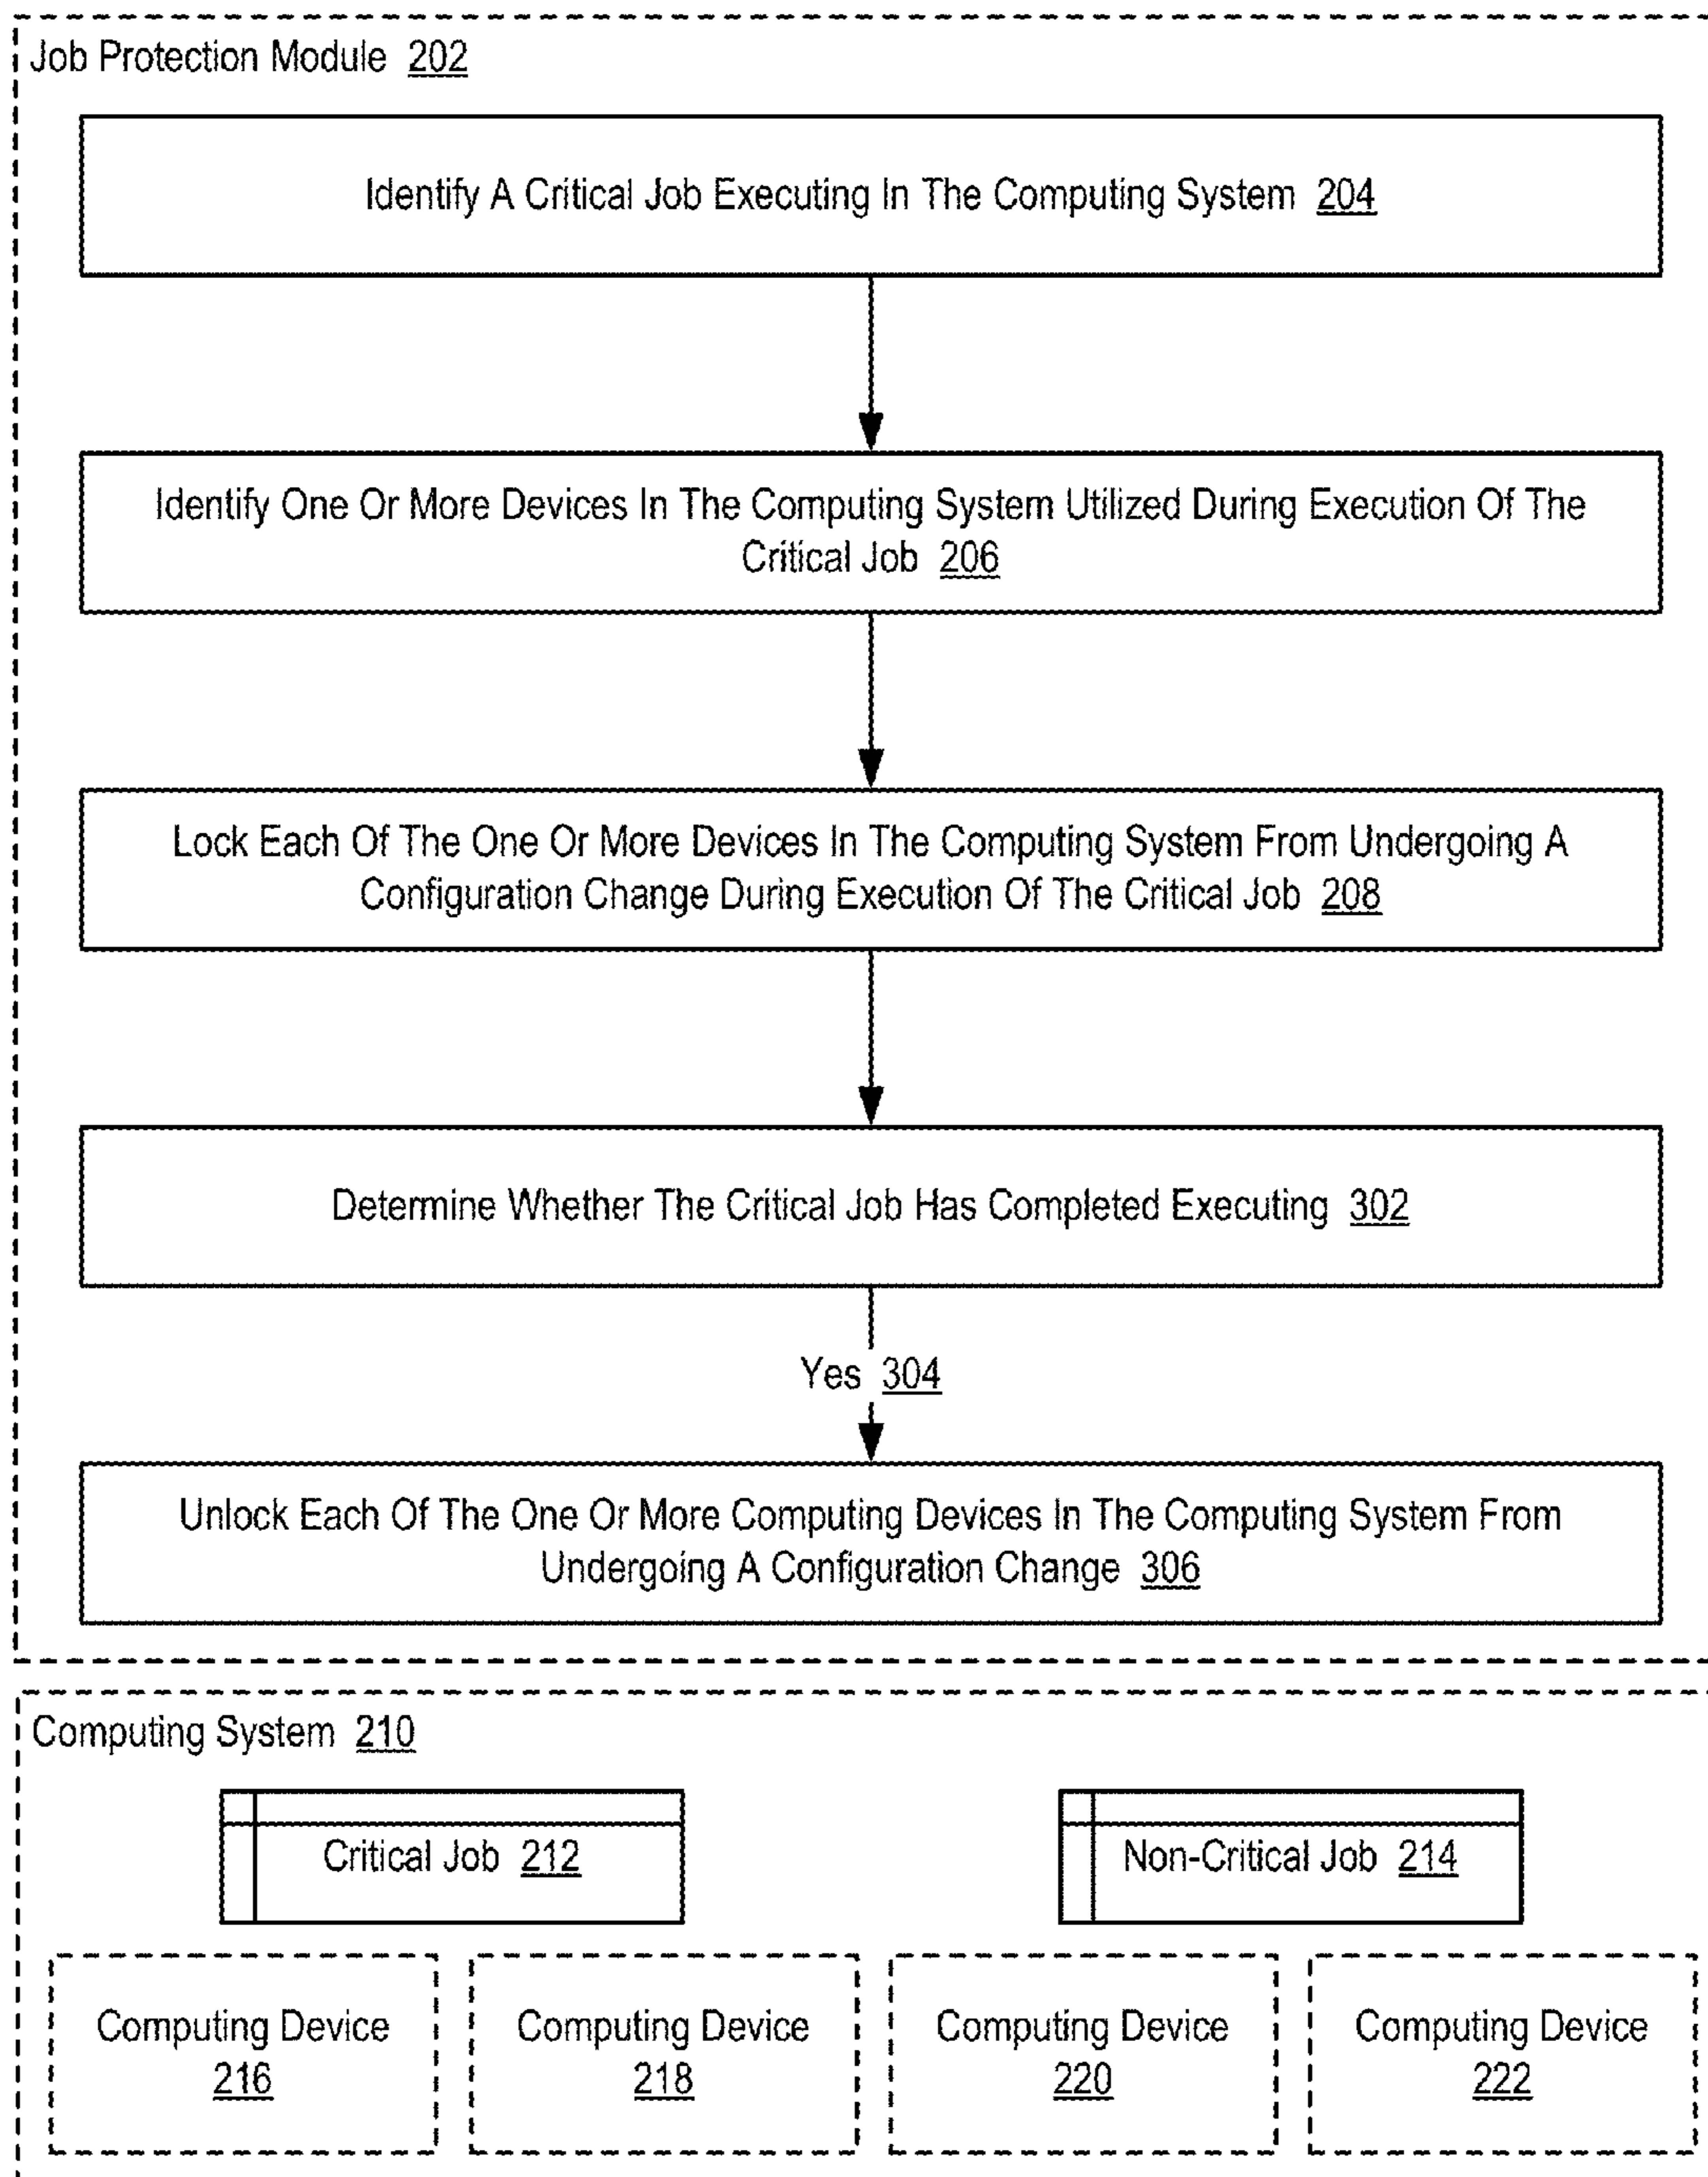 Job Protection Module 202
Identify A Critical Job Executing In The Computing System 204
Identify One Or More Devices In The Computing System Utilized During Execution Of The
Critical Job 206
Lock Each Of The One Or More Devices In The Computing System From Undergoing A
Configuration Change During Execution Of The Critical Job 208
Determine Whether The Critical Job Has Completed Executing 302
Yes 304
Unlock Each Of The One Or More Computing Devices In The Computing System From
Undergoing A Configuration Change 306
Computing System 210
Critical Job 212
Non-Critical Job 214
Computing Device
216
Computing Device
218
Computing Device
220
Computing Device
222